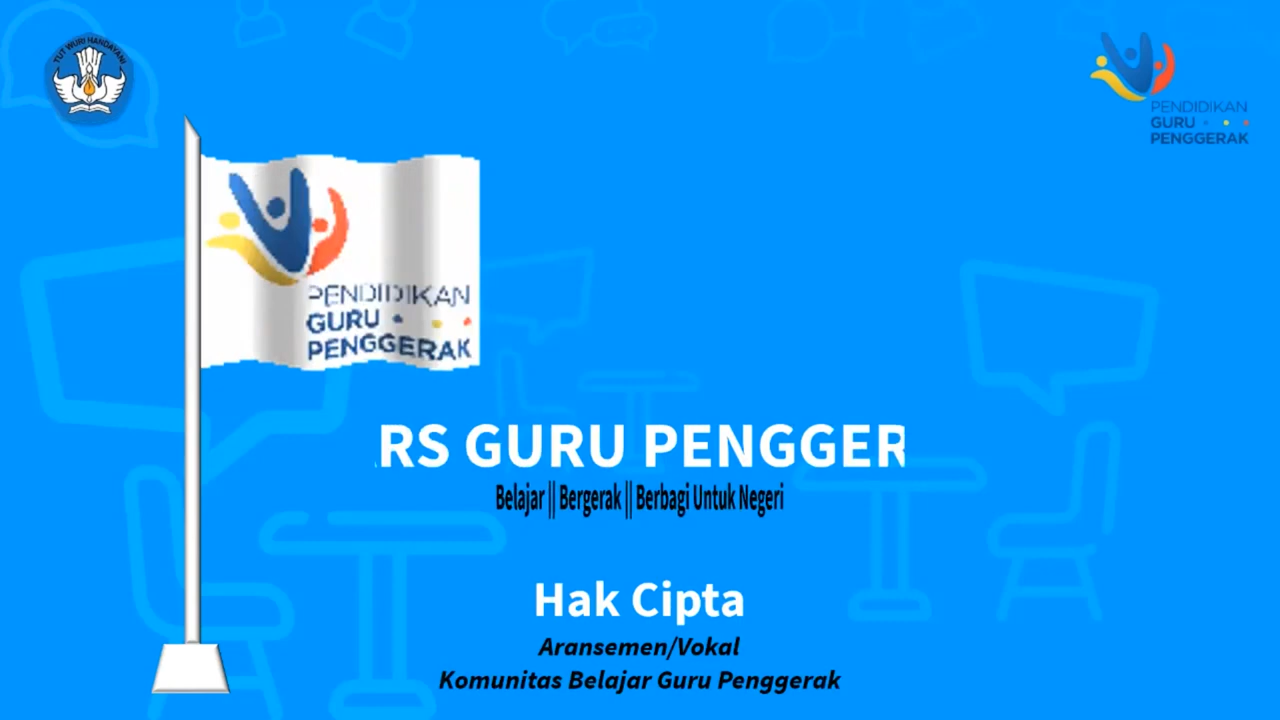 TUT WURI HANDAYANI
PENDIDIKAN
GURU
PENGGERAK
PENDIDIKAN
GURU
PENGGERAK
RS GURU PENGGER
Belajar || Bergerak || Berbagi Untuk Negeri
Hak Cipta
Aransemen/Vokal
Komunitas Belajar Guru Penggerak